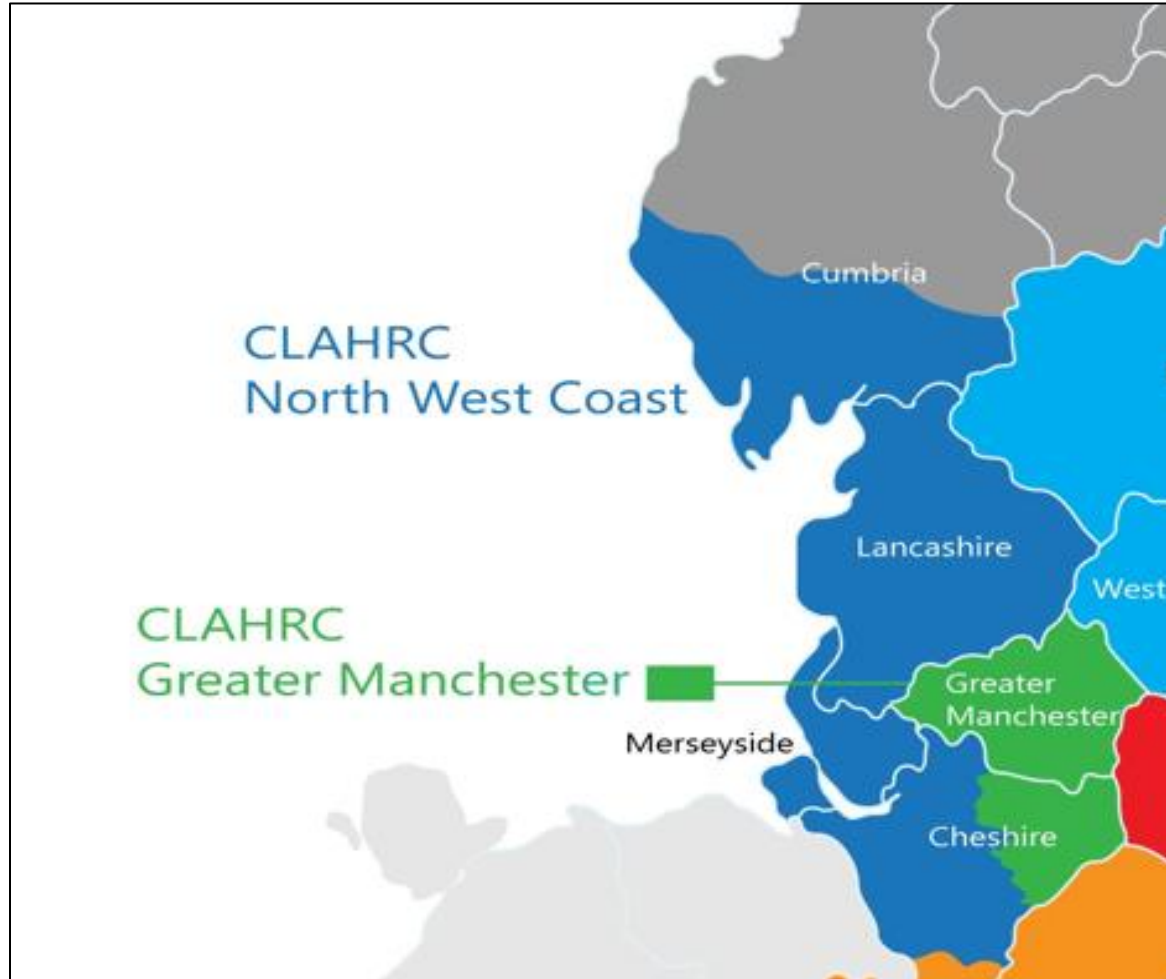 Cumbria
CLAHRC
North West Coast
Lancashire
West
CLAHRC
Greater Manchester
Greater
Manchester
Merseyside
Cheshire